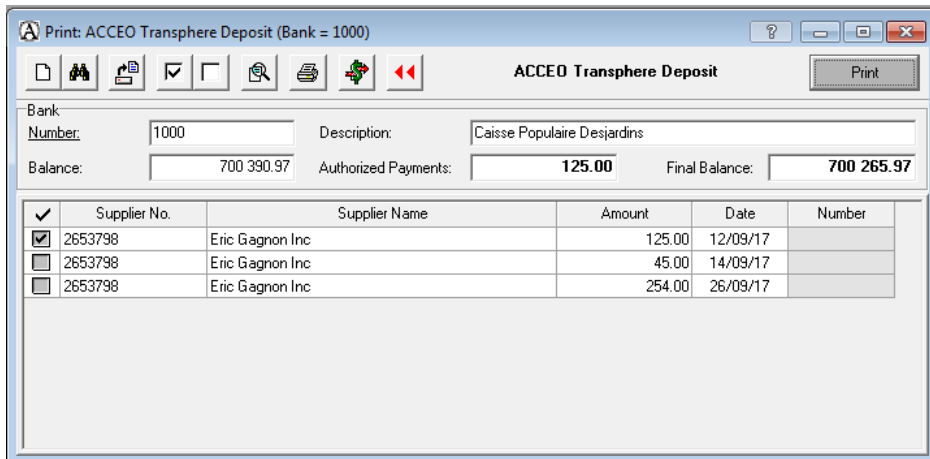 Print: ACCEO Transphere Deposit (Bank = 1000)
ACCEO Transphere Deposit Print
Bank
Number: 1000 Description: Caisse Populaire Desjardins
Balance: 700 390.97 Authorized Payments: 125.00 Final Balance: 700 265.97
Supplier No. Supplier Name Amount Date Number
2653798 Eric Gagnon Inc 125.00 12/09/17
2653798 Eric Gagnon Inc 45.00 14/09/17
2653798 Eric Gagnon Inc 254.00 26/09/17